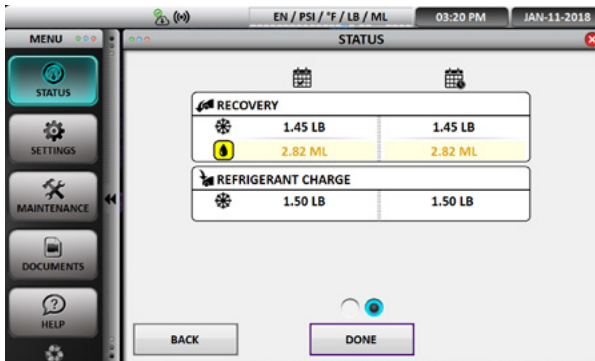 EN / PSI / °F / LB / ML 03:20 PM JAN-11-2018
MENU STATUS
STATUS
SETTINGS
MAINTENANCE
DOCUMENTS
HELP
RECOVERY
1.45 LB 1.45 LB
2.82 ML 2.82 ML
REFRIGERANT CHARGE
1.50 LB 1.50 LB
BACK DONE